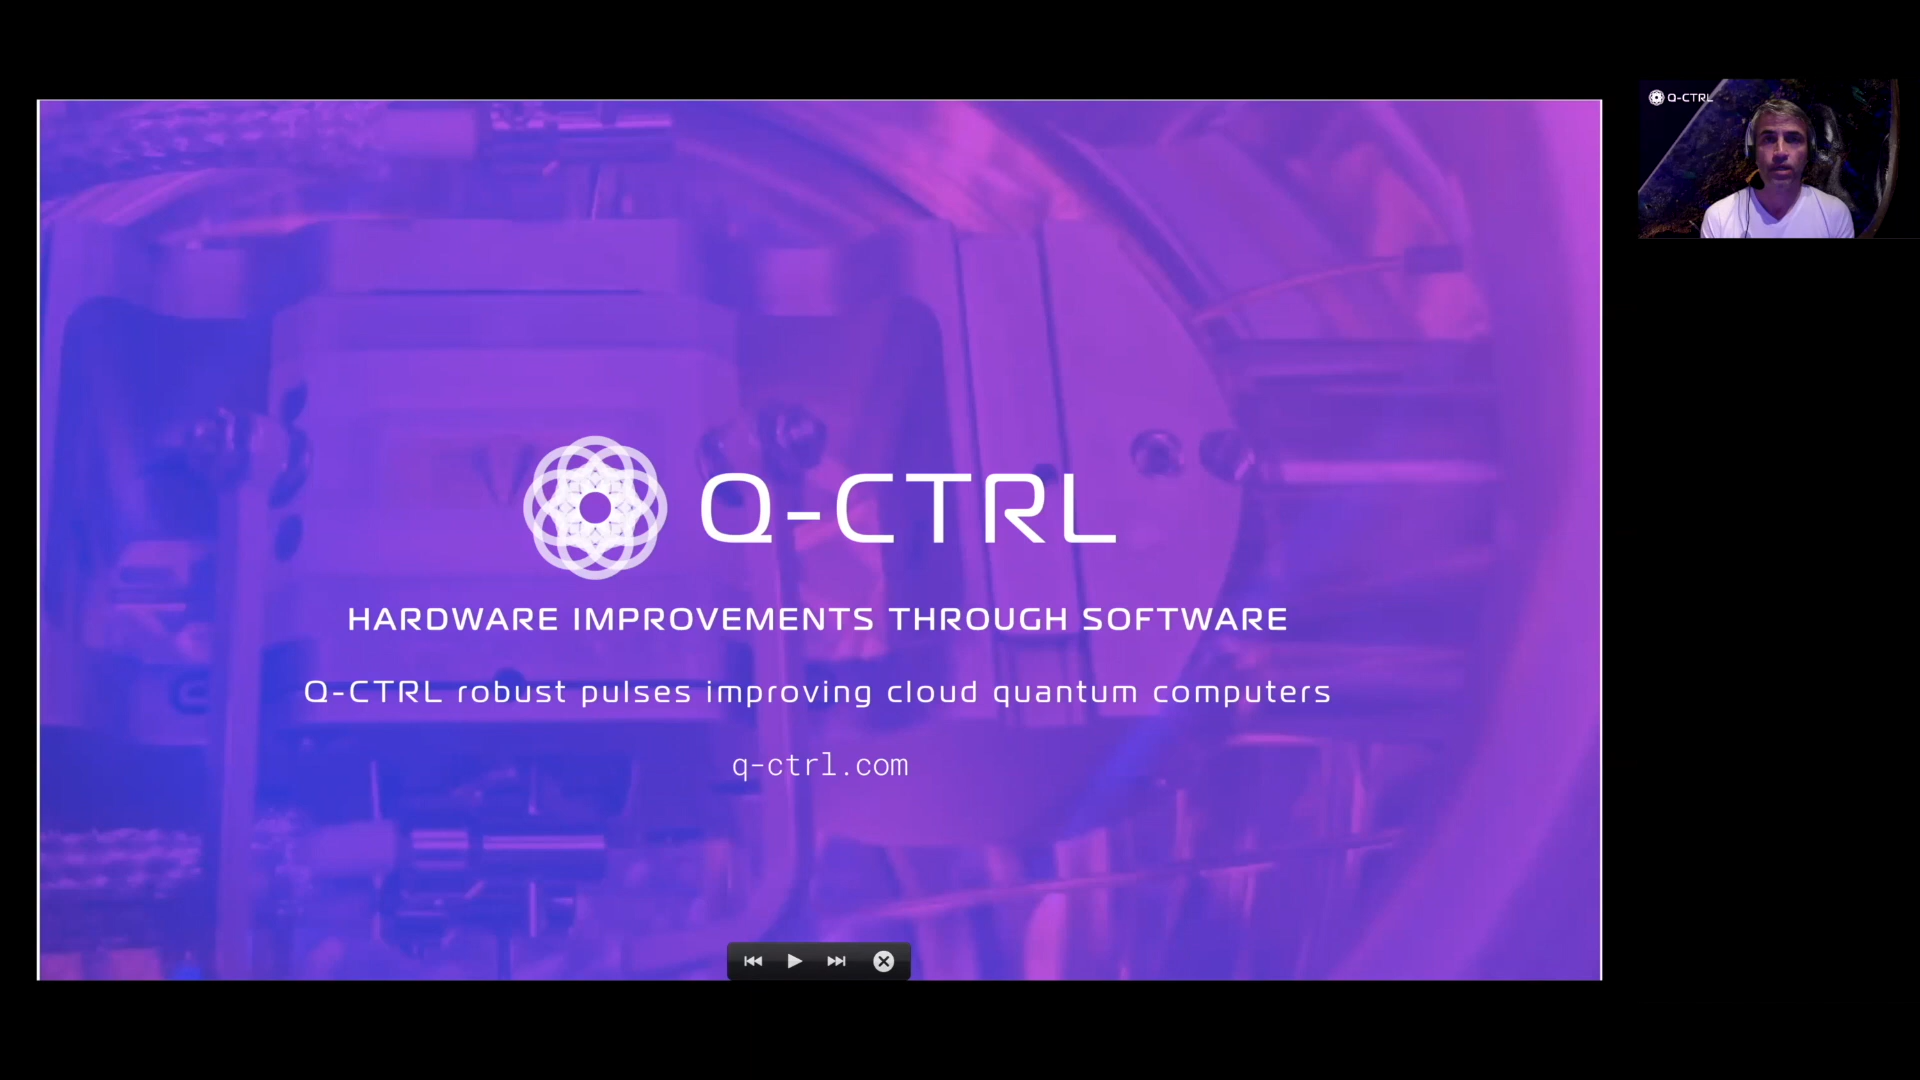 Q-CTRL
HARDWARE IMPROVEMENTS THROUGH SOFTWARE
Q-CTRL robust pulses improving cloud quantum computers
q-ctrl.com
Q-CTRL